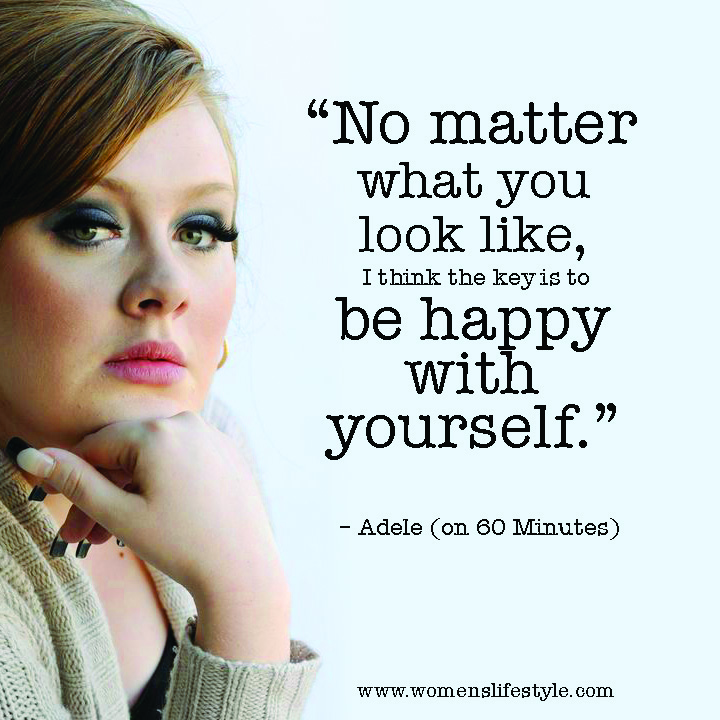 “No matter
what you
look like,
I think the key is to
be happy
with
yourself.”
– Adele (on 60 Minutes)
www.womenslifestyle.com